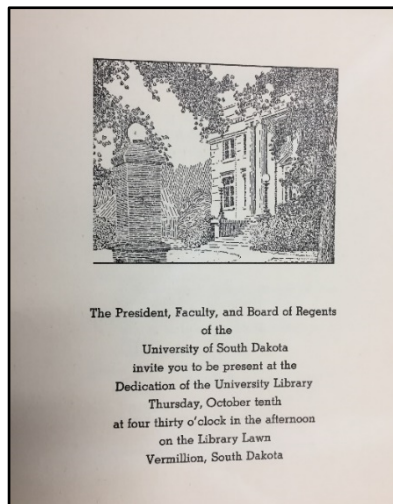 The President, Faculty, and Board of Regents
of the
University of South Dakota
invite you to be present at the
Dedication of the University Library
Thursday, October tenth
at four thirty o'clock in the afternoon
on the Library Lawn
Vermillion, South Dakota